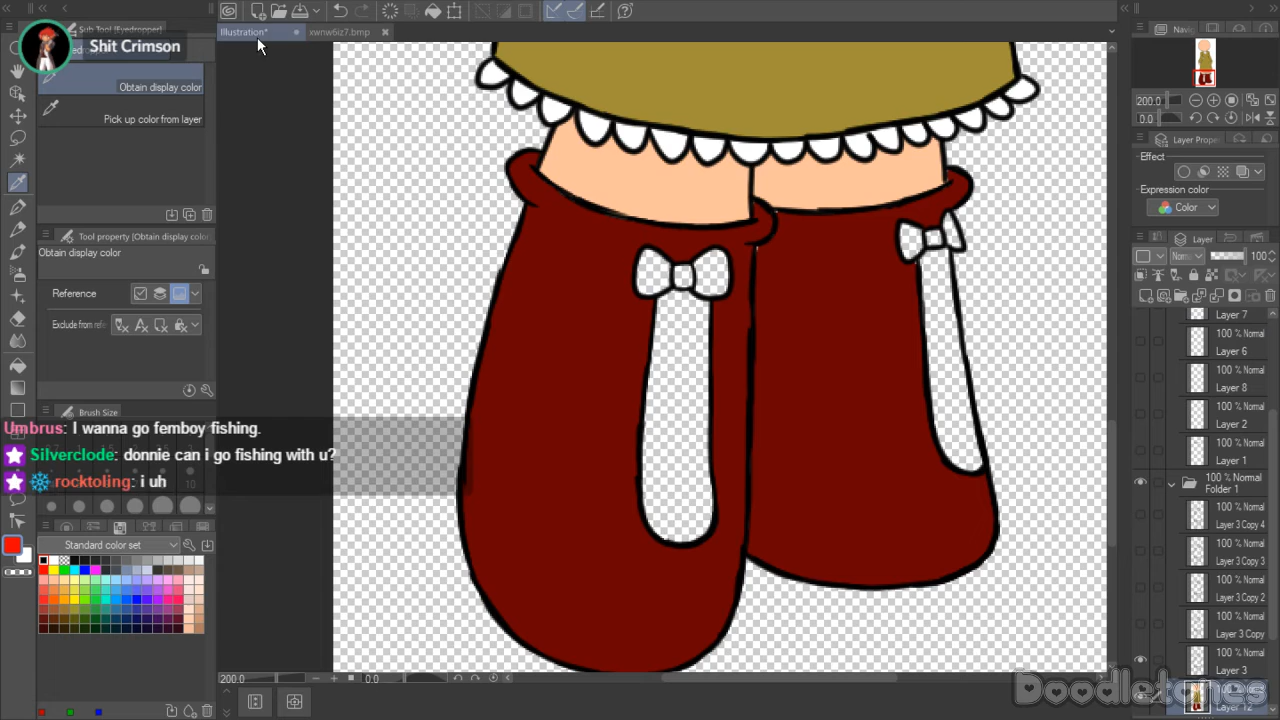 Sub Tool [Eyedropper]
Shit Crimson
Obtain display color
Pick up color from layer
Tool property [Obtain display color]
Obtain display color
Reference
Exclude from refe
Umbrus: I wanna go femboy fishing.
Silverclode: donnie can i go fishing with u?
rocktoling: i uh
Brush Size
10
Standard color set
Illustration*
xwnw6iz7.bmp
200.0
0.0
Navic
200.0
0.0
Layer Prope
Effect
Expression color
Color
Layer
Norma
100
Layer 7
100 % Normal
Layer 6
100 % Normal
Layer 8
100 % Normal
Layer 2
100 % Normal
Layer 1
100 % Normal
Folder 1
100 % Normal
Layer 3 Copy 4
100 % Normal
Layer 3 Copy 3
100 % Normal
Layer 3 Copy 2
100 % Normal
Layer 3 Copy
100 % Normal
Layer 3
Layer 12
Doodletones